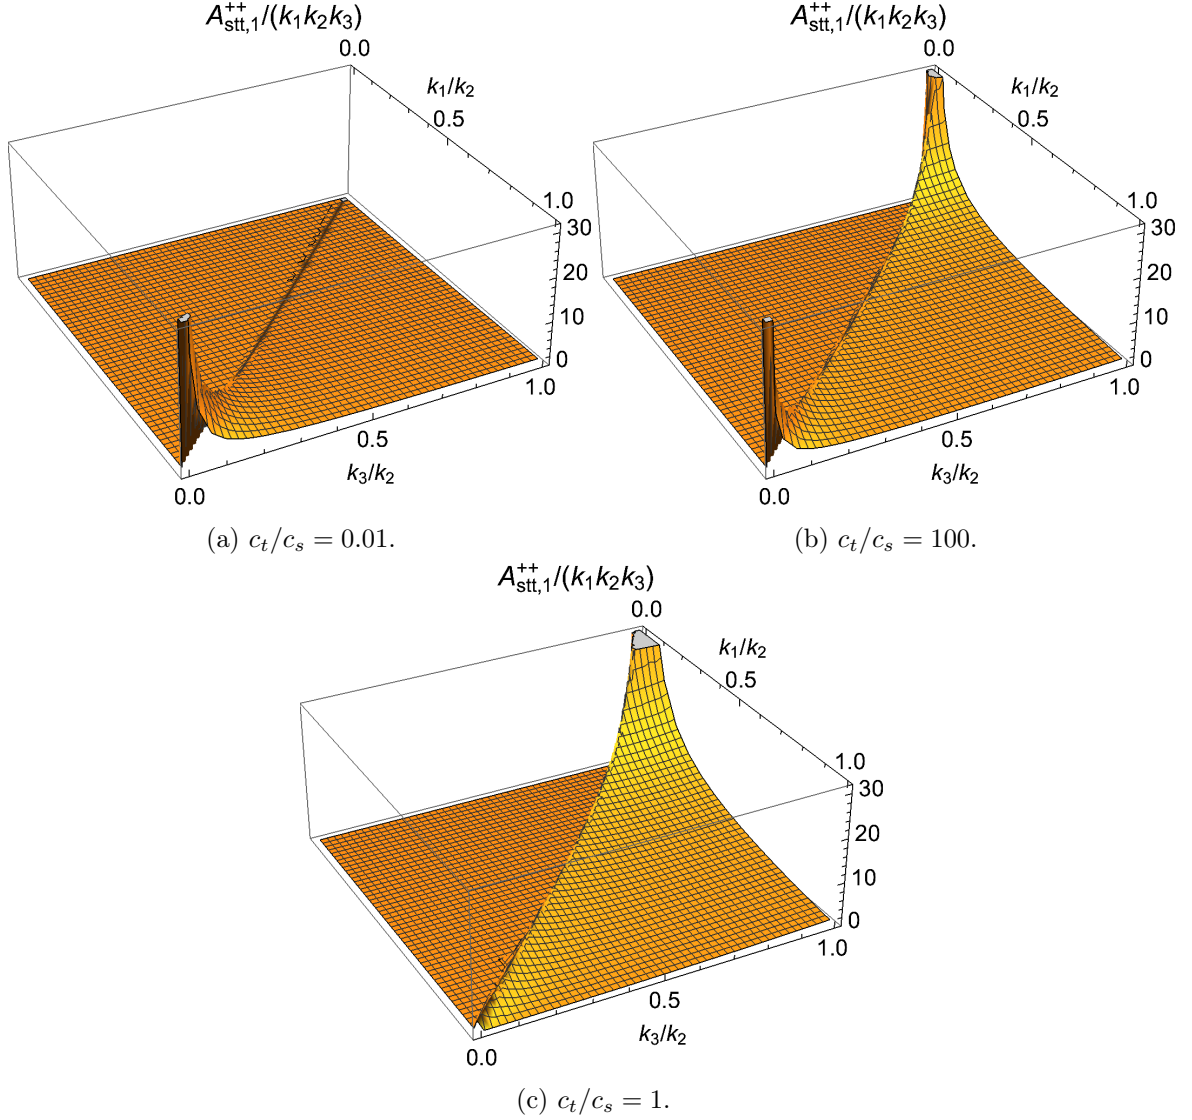 A^{++}_{stt,1}/(k_1k_2k_3)
0.0
k_1/k_2
0.5
1.0
30
20
10
0
1.0
0.5
k_3/k_2
0.0
(a) c_t/c_s = 0.01.
A^{++}_{stt,1}/(k_1k_2k_3)
0.0
k_1/k_2
0.5
1.0
30
20
10
0
1.0
0.5
k_3/k_2
0.0
(b) c_t/c_s = 100.
A^{++}_{stt,1}/(k_1k_2k_3)
0.0
k_1/k_2
0.5
1.0
30
20
10
0
1.0
0.5
k_3/k_2
0.0
(c) c_t/c_s = 1.